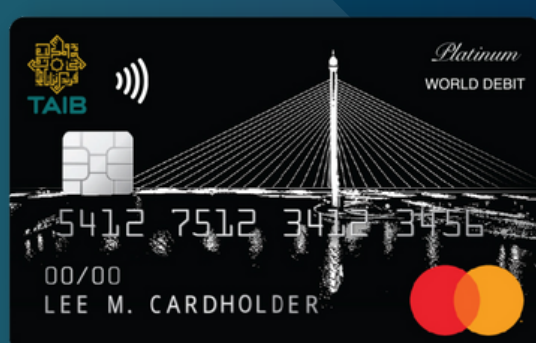 TAIB
Platinum
WORLD DEBIT
5412 7512 3412 3456
00/00
LEE M. CARDHOLDER